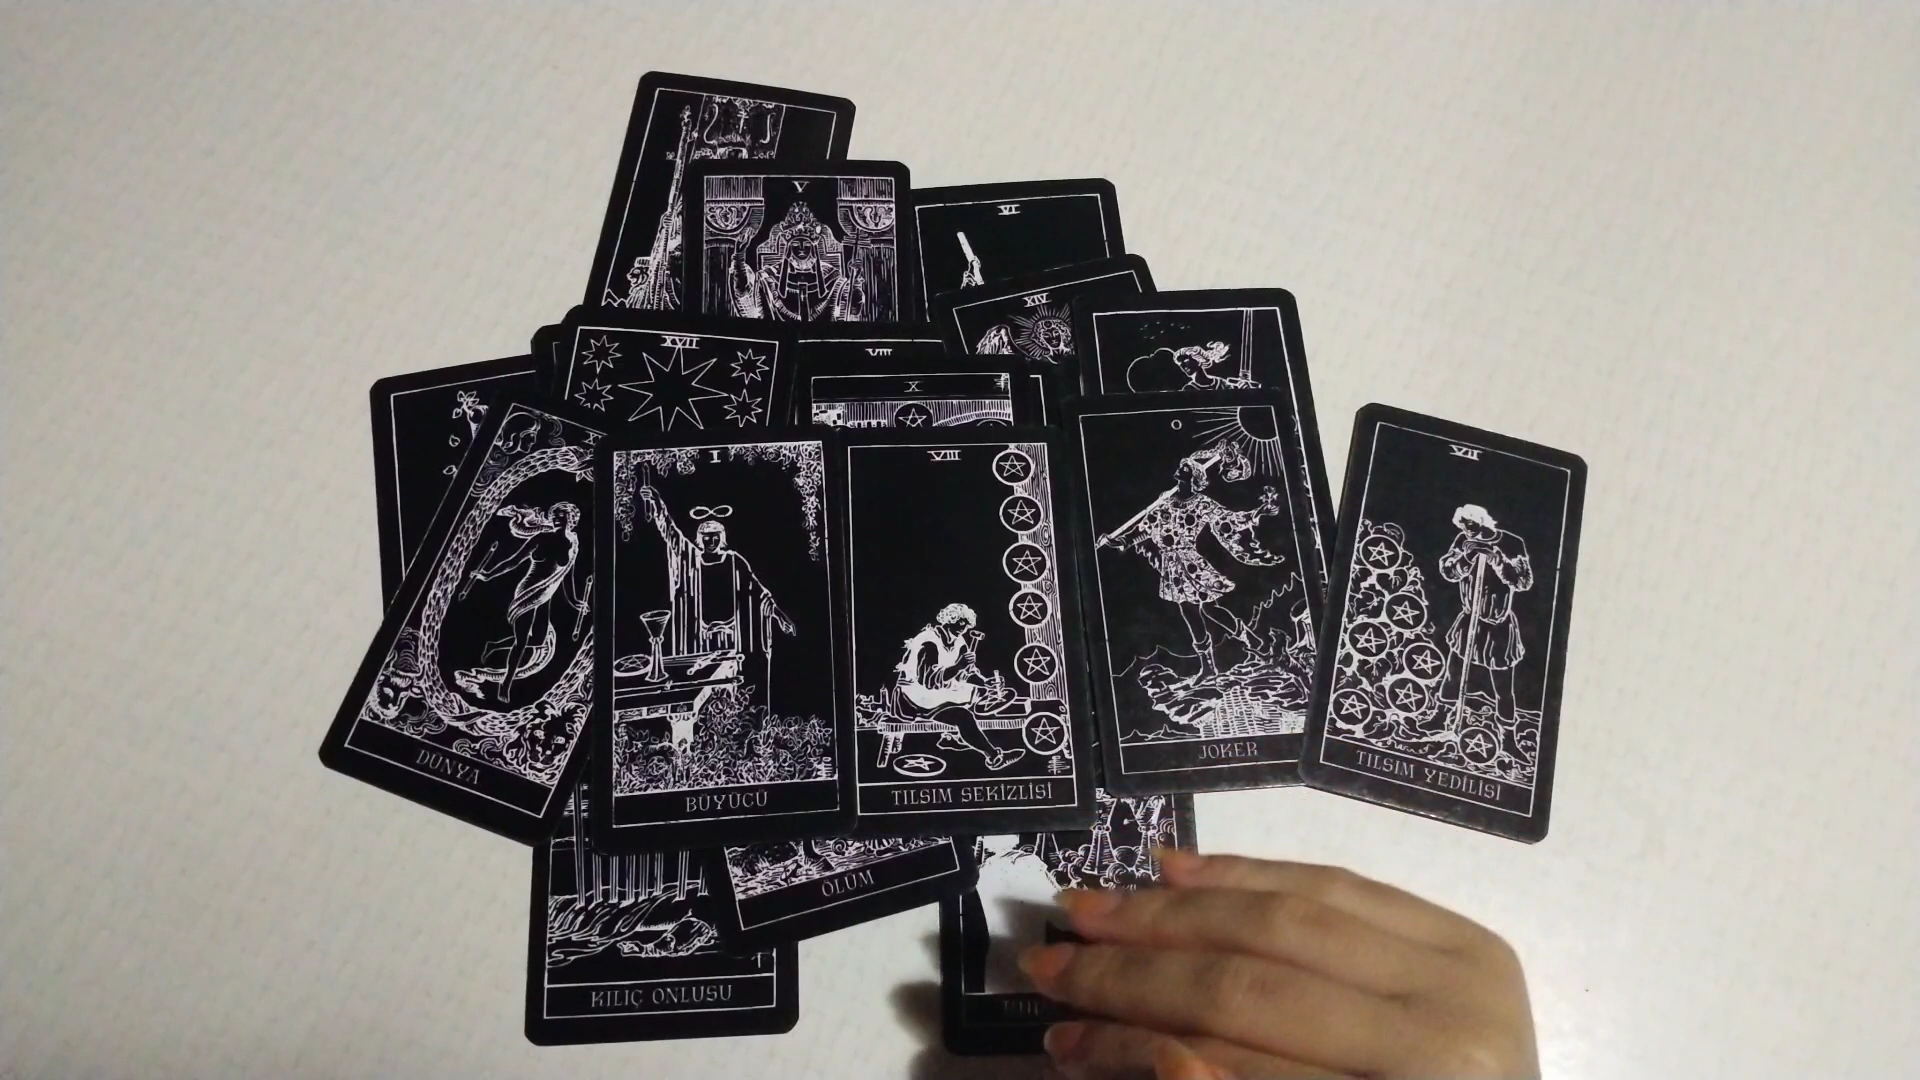 V
VI
XIV
XVII
VIII
X
I
VIII
VII
DÜNYA
BÜYÜCÜ
TILSIM SEKİZLİSİ
JOKER
TILSIM YEDİLİSİ
ÖLÜM
KILIÇ ONLUSU